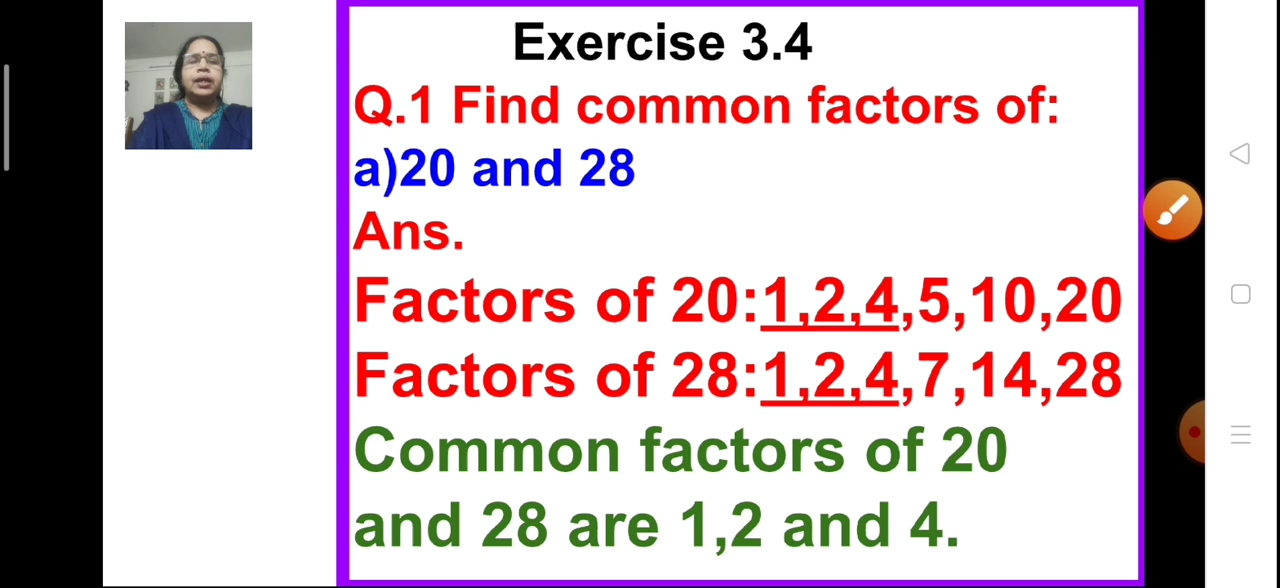 Exercise 3.4
Q.1 Find common factors of:
a)20 and 28
Ans.
Factors of 20:1,2,4,5,10,20
Factors of 28:1,2,4,7,14,28
Common factors of 20
and 28 are 1,2 and 4.